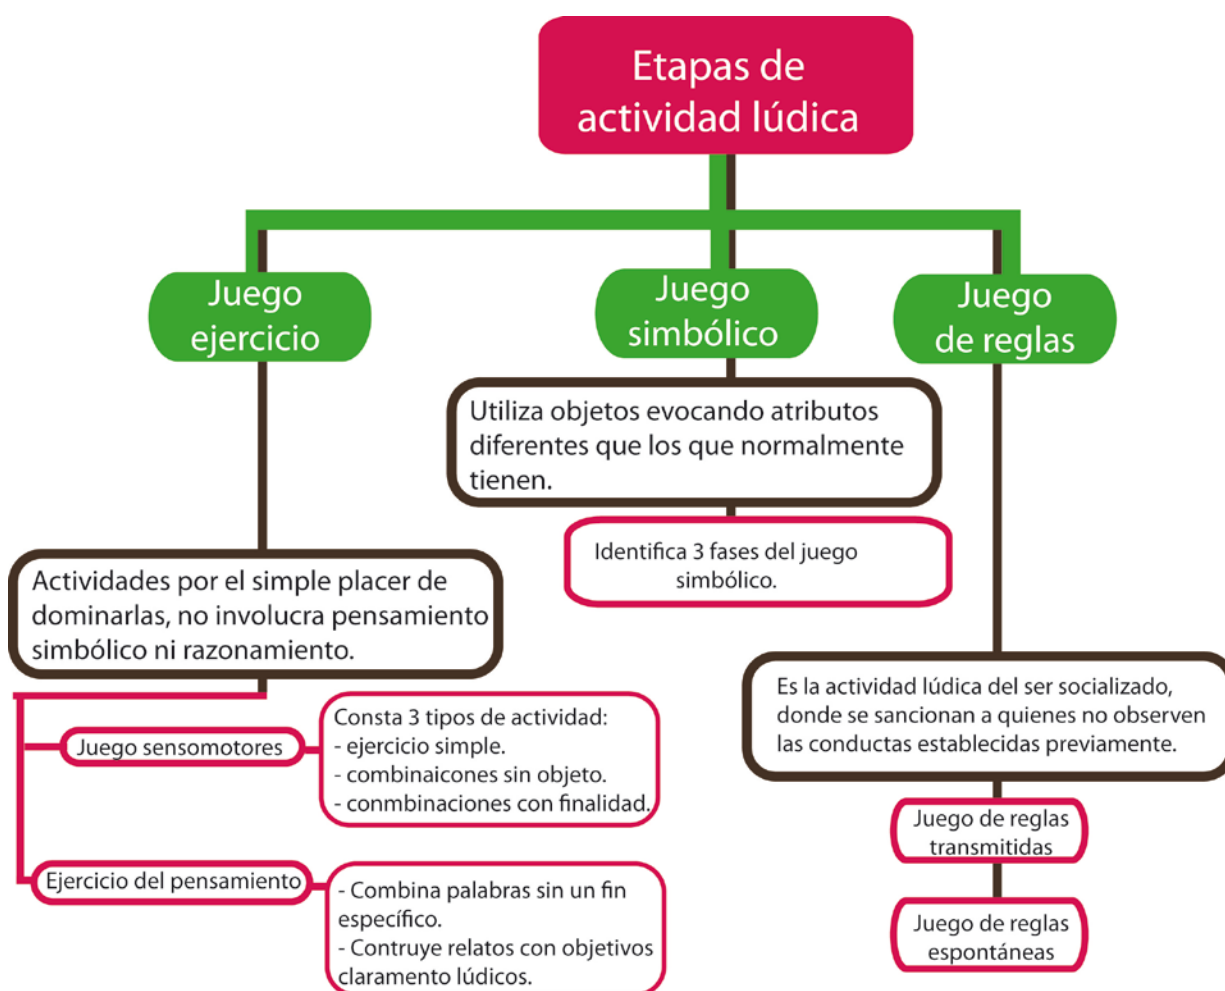 Etapas de
actividad lúdica
Juego
ejercicio
Juego
simbólico
Juego
de reglas
Utiliza objetos evocando atributos
diferentes que los que normalmente
tienen.
Identifica 3 fases del juego
simbólico.
Actividades por el simple placer de
dominarlas, no involucra pensamiento
simbólico ni razonamiento.
Juego sensomotores
Consta 3 tipos de actividad:
- ejercicio simple.
- combinaicones sin objeto.
- conmbinaciones con finalidad.
Ejercicio del pensamiento
- Combina palabras sin un fin
específico.
- Contruye relatos con objetivos
claramento lúdicos.
Es la actividad lúdica del ser socializado,
donde se sancionan a quienes no observen
las conductas establecidas previamente.
Juego de reglas
transmitidas
Juego de reglas
espontáneas